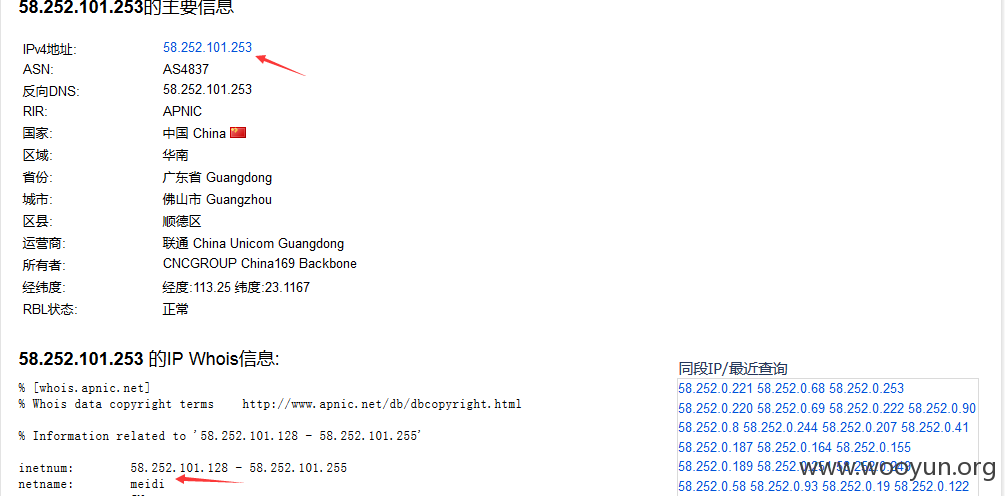 58.252.101.253的主要信息
IPv4地址: 58.252.101.253
ASN: AS4837
反向DNS: 58.252.101.253
RIR: APNIC
国家: 中国 China
区域: 华南
省份: 广东省 Guangdong
城市: 佛山市 Guangzhou
区县: 顺德区
运营商: 联通 China Unicom Guangdong
所有者: CNCGROUP China169 Backbone
经纬度: 经度:113.25 纬度:23.1167
RBL状态: 正常
58.252.101.253 的IP Whois信息:
% [whois.apnic.net]
% Whois data copyright terms http://www.apnic.net/db/dbcopyright.html
% Information related to '58.252.101.128 - 58.252.101.255'
inetnum: 58.252.101.128 - 58.252.101.255
netname: meidi
同段IP/最近查询
58.252.0.221 58.252.0.68 58.252.0.253
58.252.0.220 58.252.0.69 58.252.0.222 58.252.0.90
58.252.0.8 58.252.0.244 58.252.0.207 58.252.0.41
58.252.0.187 58.252.0.164 58.252.0.155
58.252.0.189 58.252.0.251 58.252.0.249
58.252.0.58 58.252.0.93 58.252.0.19 58.252.0.122
www.wooyun.org